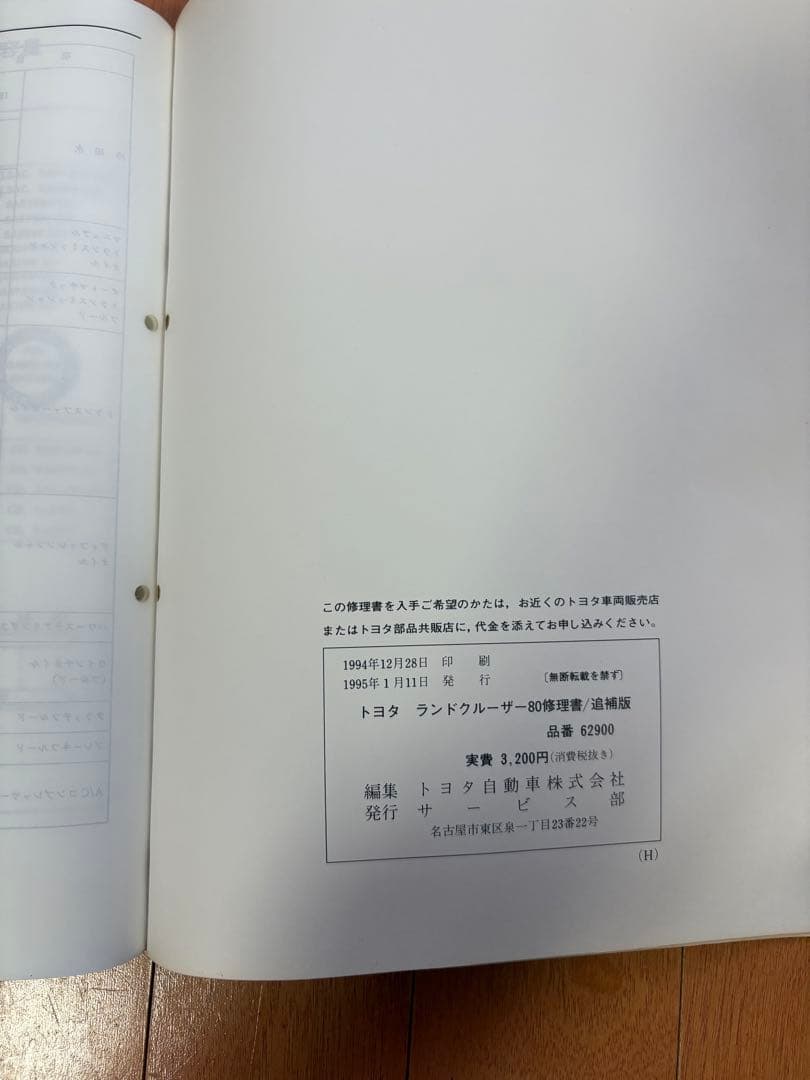 この修理書を入手ご希望のかたは，お近くのトヨタ車両販売店
またはトヨタ部品共販店に，代金を添えてお申し込みください。
1994年12月28日 印 刷
1995年1月11日 発 行 〔無断転載を禁ず〕
トヨタ ランドクルーザー80修理書/追補版
品番 62900
実費 3,200円(消費税抜き)
編集 トヨタ自動車株式会社
発行 サービス部
名古屋市東区泉一丁目23番22号
(H)